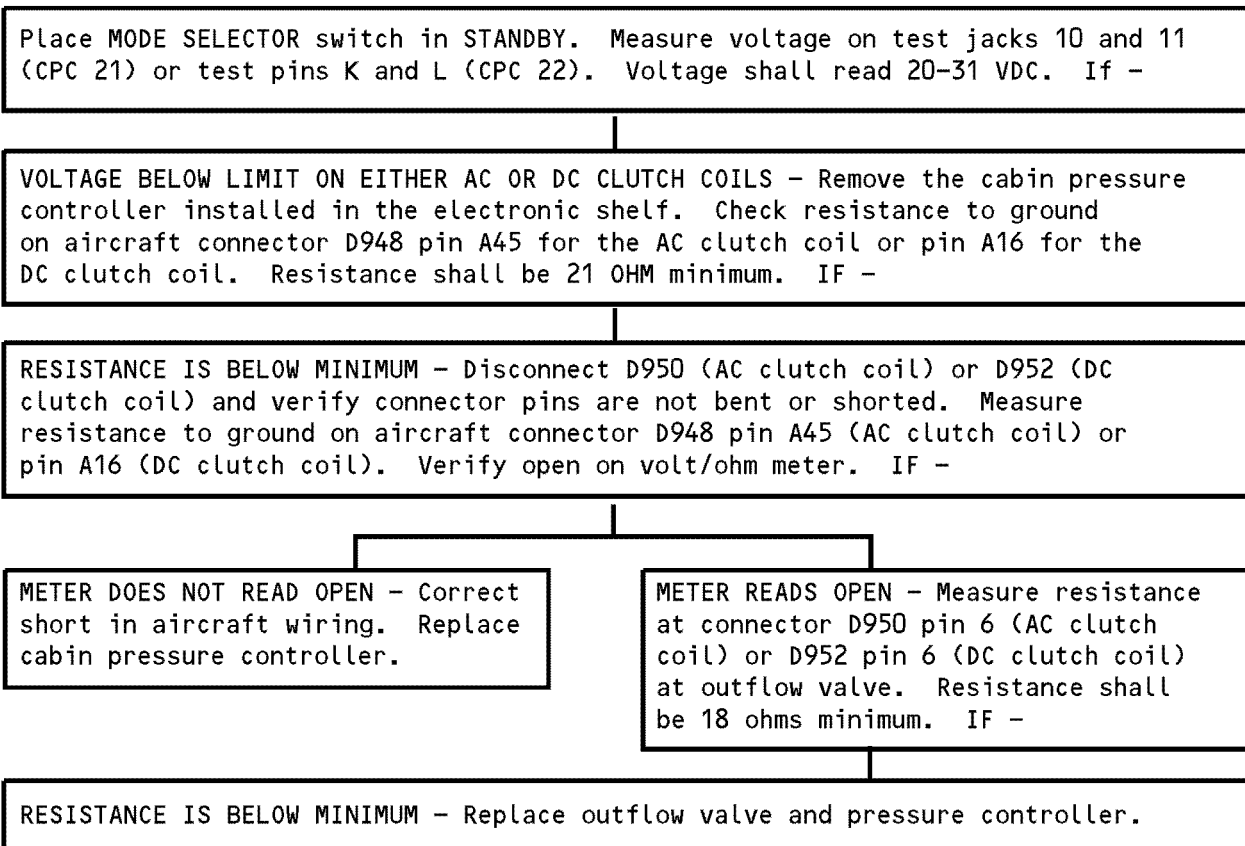 Place MODE SELECTOR switch in STANDBY.  Measure voltage on test jacks 10 and 11
(CPC 21) or test pins K and L (CPC 22).  Voltage shall read 20-31 VDC.  If -
VOLTAGE BELOW LIMIT ON EITHER AC OR DC CLUTCH COILS - Remove the cabin pressure
controller installed in the electronic shelf.  Check resistance to ground
on aircraft connector D948 pin A45 for the AC clutch coil or pin A16 for the
DC clutch coil.  Resistance shall be 21 OHM minimum.  IF -
RESISTANCE IS BELOW MINIMUM - Disconnect D950 (AC clutch coil) or D952 (DC
clutch coil) and verify connector pins are not bent or shorted.  Measure
resistance to ground on aircraft connector D948 pin A45 (AC clutch coil) or
pin A16 (DC clutch coil).  Verify open on volt/ohm meter.  IF -
METER DOES NOT READ OPEN - Correct
short in aircraft wiring.  Replace
cabin pressure controller.
METER READS OPEN - Measure resistance
at connector D950 pin 6 (AC clutch
coil) or D952 pin 6 (DC clutch coil)
at outflow valve.  Resistance shall
be 18 ohms minimum.  IF -
RESISTANCE IS BELOW MINIMUM - Replace outflow valve and pressure controller.